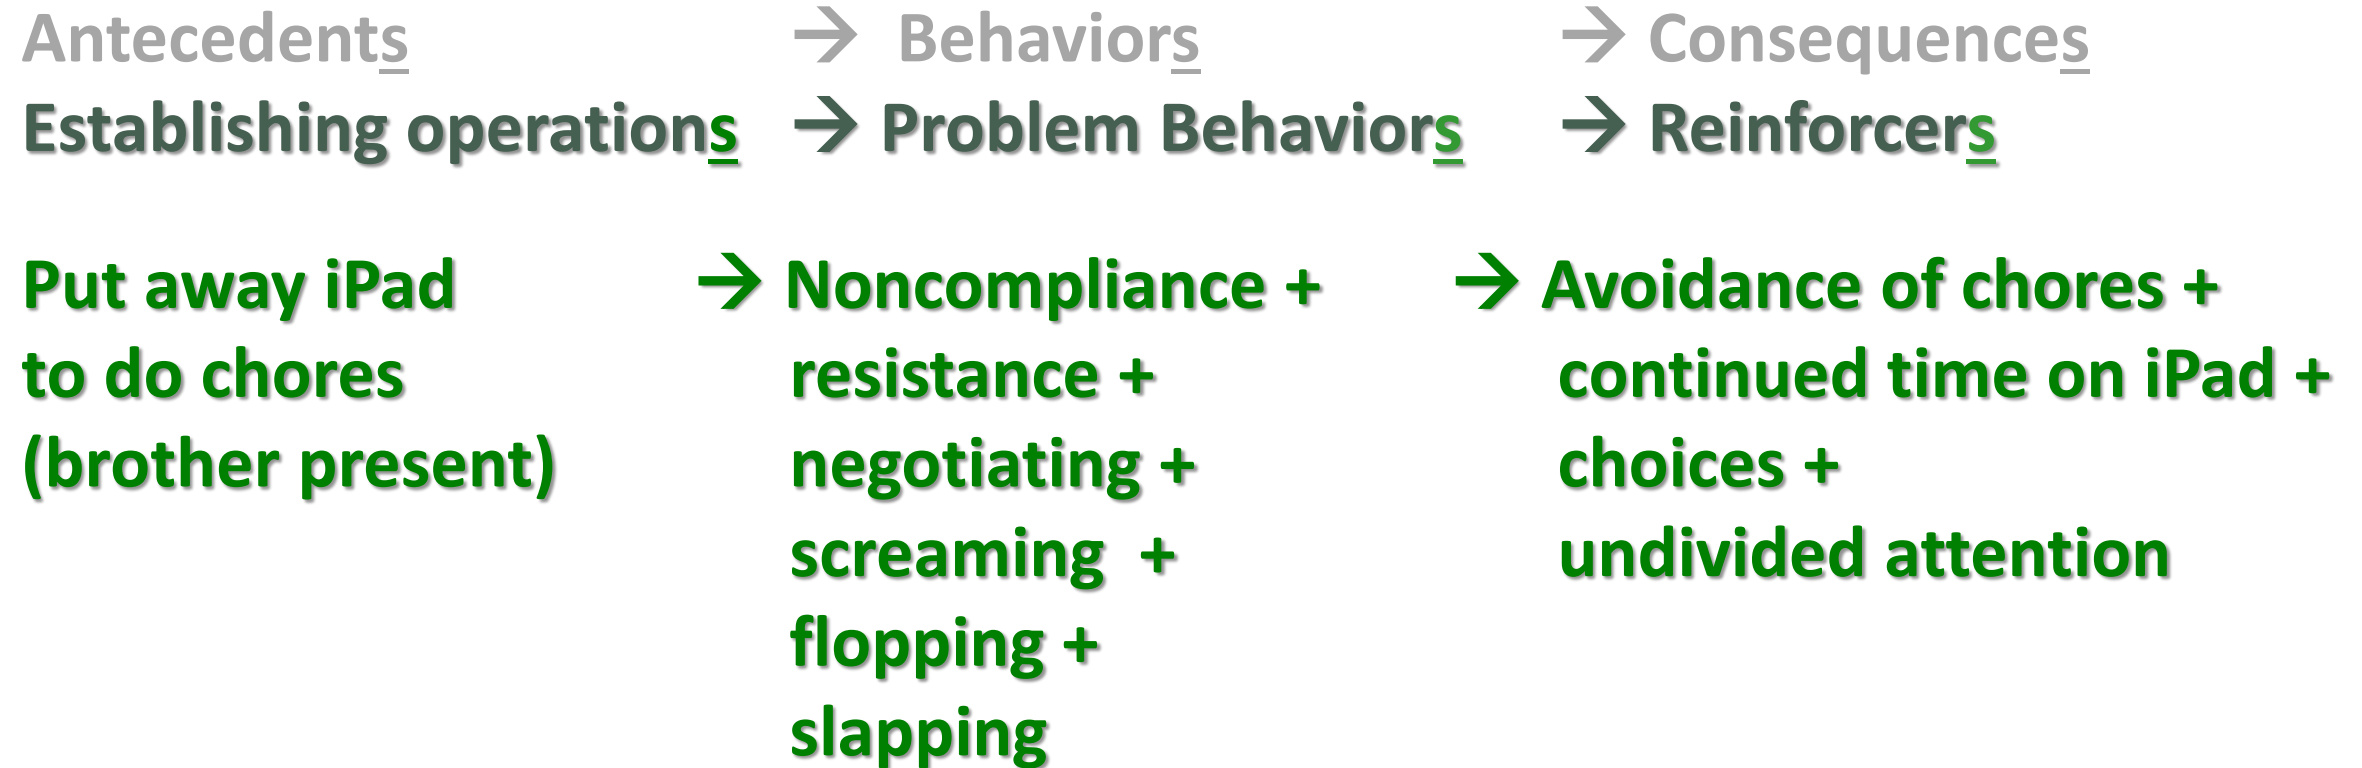 Antecedents → Behaviors → Consequences
Establishing operations → Problem Behaviors → Reinforcers
Put away iPad → Noncompliance + → Avoidance of chores +
to do chores resistance + continued time on iPad +
(brother present) negotiating + choices +
screaming + undivided attention
flopping +
slapping